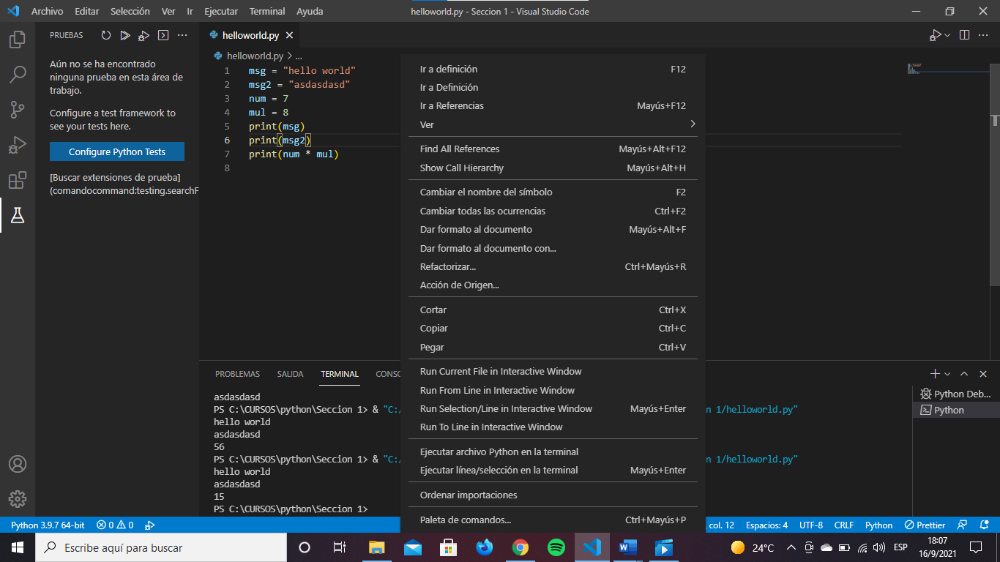 Archivo Editar Selección Ver Ir Ejecutar Terminal Ayuda
helloworld.py - Seccion 1 - Visual Studio Code
PRUEBAS
Aún no se ha encontrado
ninguna prueba en esta área de
trabajo.
Configure a test framework to
see your tests here.
Configure Python Tests
[Buscar extensiones de prueba]
(comandocommand:testing.searchF
helloworld.py
helloworld.py > ...
1 msg = "hello world"
2 msg2 = "asdasdasd"
3 num = 7
4 mul = 8
5 print(msg)
6 print(msg2)
7 print(num * mul)
8
Ir a definición F12
Ir a Definición
Ir a Referencias Mayús+F12
Ver
Find All References Mayús+Alt+F12
Show Call Hierarchy Mayús+Alt+H
Cambiar el nombre del símbolo F2
Cambiar todas las ocurrencias Ctrl+F2
Dar formato al documento Mayús+Alt+F
Dar formato al documento con...
Refactorizar... Ctrl+Mayús+R
Acción de Origen...
Cortar Ctrl+X
Copiar Ctrl+C
Pegar Ctrl+V
Run Current File in Interactive Window
Run From Line in Interactive Window
Run Selection/Line in Interactive Window Mayús+Enter
Run To Line in Interactive Window
Ejecutar archivo Python en la terminal
Ejecutar línea/selección en la terminal Mayús+Enter
Ordenar importaciones
Paleta de comandos... Ctrl+Mayús+P
PROBLEMAS SALIDA TERMINAL CONSO
asdasdasd
PS C:\CURSOS\python\Seccion 1> & "C:/ n 1/helloworld.py"
hello world
asdasdasd
56
PS C:\CURSOS\python\Seccion 1> & "C:/ n 1/helloworld.py"
hello world
asdasdasd
15
PS C:\CURSOS\python\Seccion 1>
Python Deb...
Python
Python 3.9.7 64-bit 0 0
, col. 12 Espacios: 4 UTF-8 CRLF Python Prettier
Escribe aquí para buscar
24°C
ESP
18:07
16/9/2021